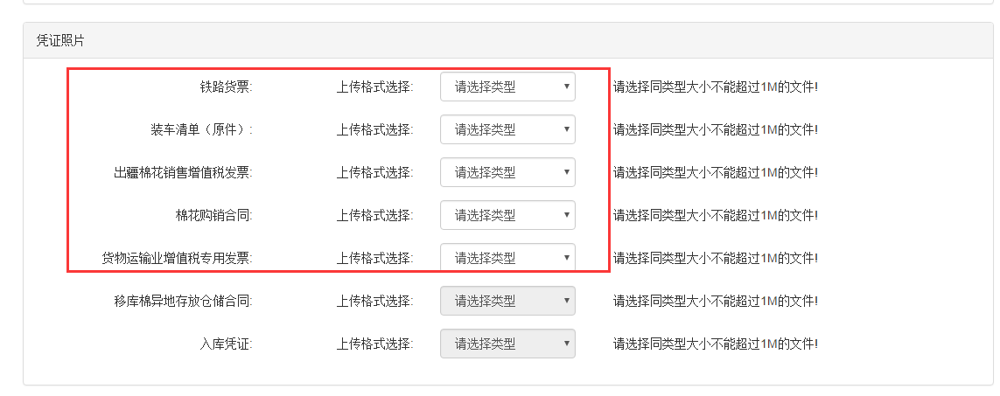 凭证照片
铁路货票: 上传格式选择: 请选择类型 请选择同类型大小不能超过1M的文件!
装车清单（原件）: 上传格式选择: 请选择类型 请选择同类型大小不能超过1M的文件!
出疆棉花销售增值税发票: 上传格式选择: 请选择类型 请选择同类型大小不能超过1M的文件!
棉花购销合同: 上传格式选择: 请选择类型 请选择同类型大小不能超过1M的文件!
货物运输业增值税专用发票: 上传格式选择: 请选择类型 请选择同类型大小不能超过1M的文件!
移库棉异地存放仓储合同: 上传格式选择: 请选择类型 请选择同类型大小不能超过1M的文件!
入库凭证: 上传格式选择: 请选择类型 请选择同类型大小不能超过1M的文件!